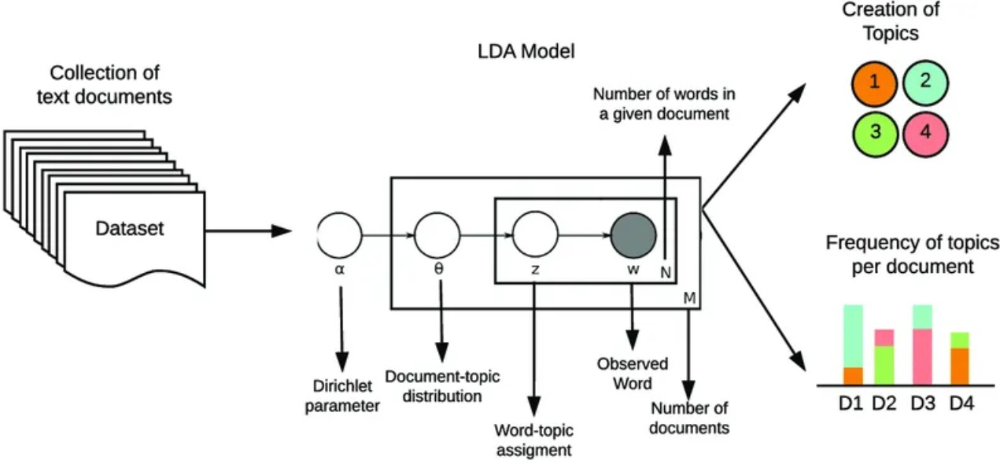 Collection of
text documents
Dataset
LDA Model
Number of words in
a given document
α
θ
z
w
N
M
Dirichlet
parameter
Document-topic
distribution
Word-topic
assigment
Observed
Word
Number of
documents
Creation of
Topics
1
2
3
4
Frequency of topics
per document
D1 D2 D3 D4